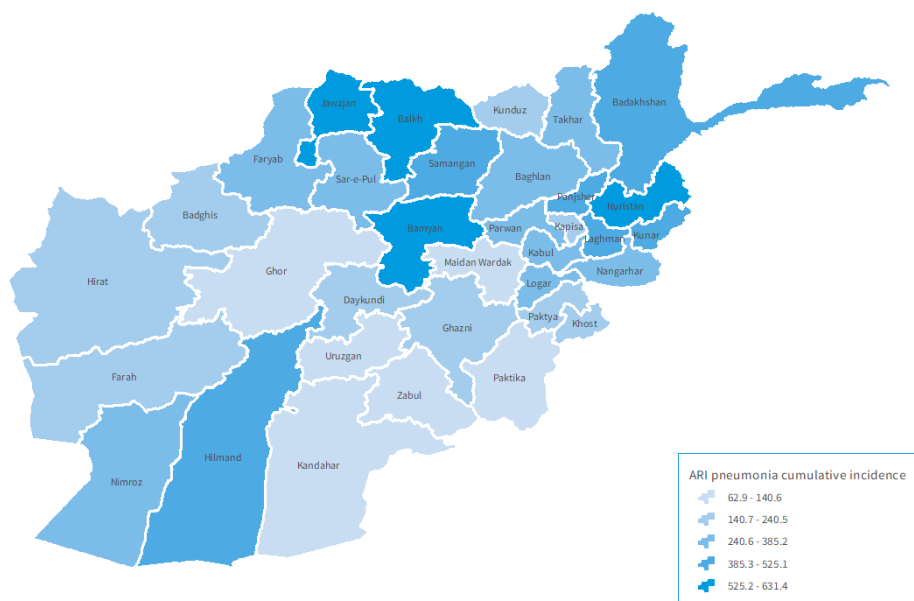 Badakhshan
Jawzjan
Balkh
Kunduz
Takhar
Faryab
Samangan
Sar-e-Pul
Baghlan
Panjsher
Nuristan
Badghis
Bamyan
Parwan
Kapisa
Laghman
Kunar
Hirat
Ghor
Maidan Wardak
Kabul
Nangarhar
Logar
Daykundi
Ghazni
Paktya
Khost
Uruzgan
Farah
Zabul
Paktika
Hilmand
Kandahar
Nimroz
ARI pneumonia cumulative incidence
62.9 - 140.6
140.7 - 240.5
240.6 - 385.2
385.3 - 525.1
525.2 - 631.4